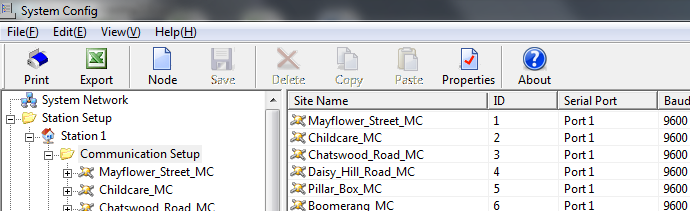 System Config
File(F) Edit(E) View(V) Help(H)
Print Export Node Save Delete Copy Paste Properties About
System Network
Station Setup
Station 1
Communication Setup
Mayflower_Street_MC
Childcare_MC
Chatswood_Road_MC
Site Name ID Serial Port Baud
Mayflower_Street_MC 1 Port 1 9600
Childcare_MC 2 Port 1 9600
Chatswood_Road_MC 3 Port 1 9600
Daisy_Hill_Road_MC 4 Port 1 9600
Pillar_Box_MC 5 Port 1 9600
Boomerang_MC 6 Port 1 9600